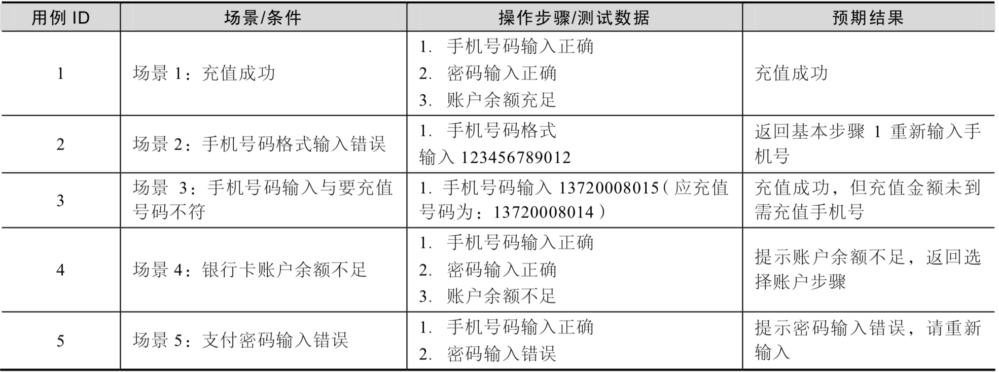 用例 ID
场景/条件
操作步骤/测试数据
预期结果
1
场景 1：充值成功
1. 手机号码输入正确
2. 密码输入正确
3. 账户余额充足
充值成功
2
场景 2：手机号码格式输入错误
1. 手机号码格式
输入 123456789012
返回基本步骤 1 重新输入手
机号
3
场景 3：手机号码输入与要充值
号码不符
1. 手机号码输入 13720008015（应充值
号码为：13720008014）
充值成功，但充值金额未到
需充值手机号
4
场景 4：银行卡账户余额不足
1. 手机号码输入正确
2. 密码输入正确
3. 账户余额不足
提示账户余额不足，返回选
择账户步骤
5
场景 5：支付密码输入错误
1. 手机号码输入正确
2. 密码输入错误
提示密码输入错误，请重新
输入